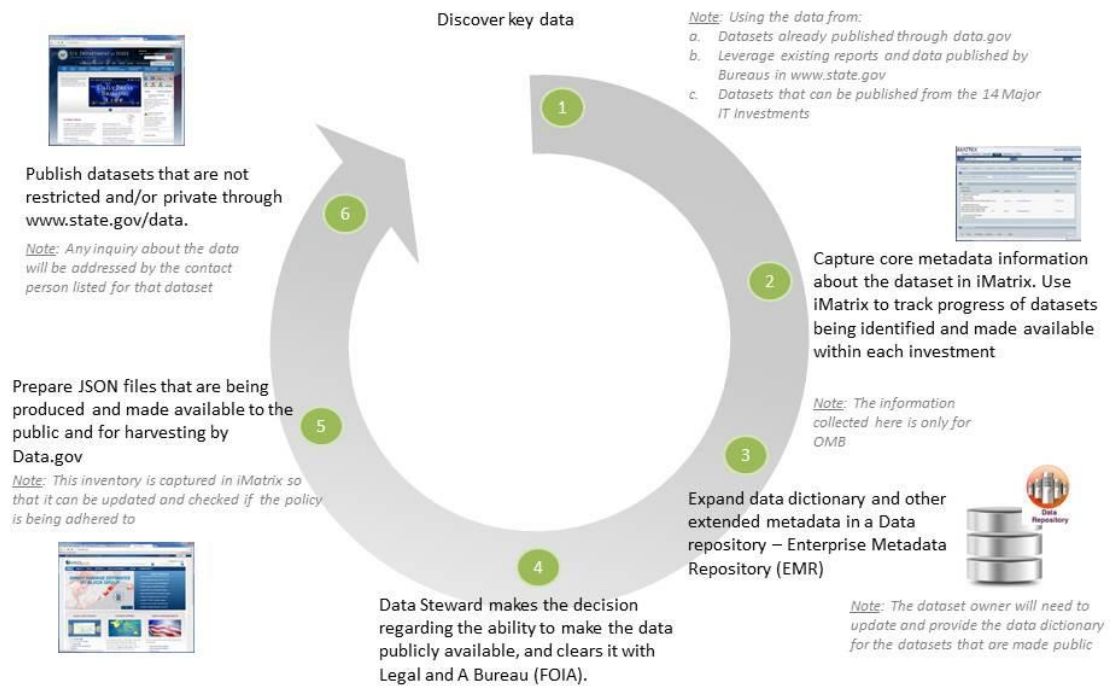 Discover key data
Note: Using the data from:
a. Datasets already published through data.gov
b. Leverage existing reports and data published by
Bureaus in www.state.gov
c. Datasets that can be published from the 14 Major
IT Investments
1
iMATRIX
Capture core metadata information
about the dataset in iMatrix. Use
iMatrix to track progress of datasets
being identified and made available
within each investment
2
Note: The information
collected here is only for
OMB
3
Expand data dictionary and other
extended metadata in a Data
repository – Enterprise Metadata
Repository (EMR)
Data
Repository
Note: The dataset owner will need to
update and provide the data dictionary
for the datasets that are made public
4
Data Steward makes the decision
regarding the ability to make the data
publicly available, and clears it with
Legal and A Bureau (FOIA).
5
Prepare JSON files that are being
produced and made available to the
public and for harvesting by
Data.gov
Note: This inventory is captured in iMatrix so
that it can be updated and checked if the policy
is being adhered to
6
Publish datasets that are not
restricted and/or private through
www.state.gov/data.
Note: Any inquiry about the data
will be addressed by the contact
person listed for that dataset